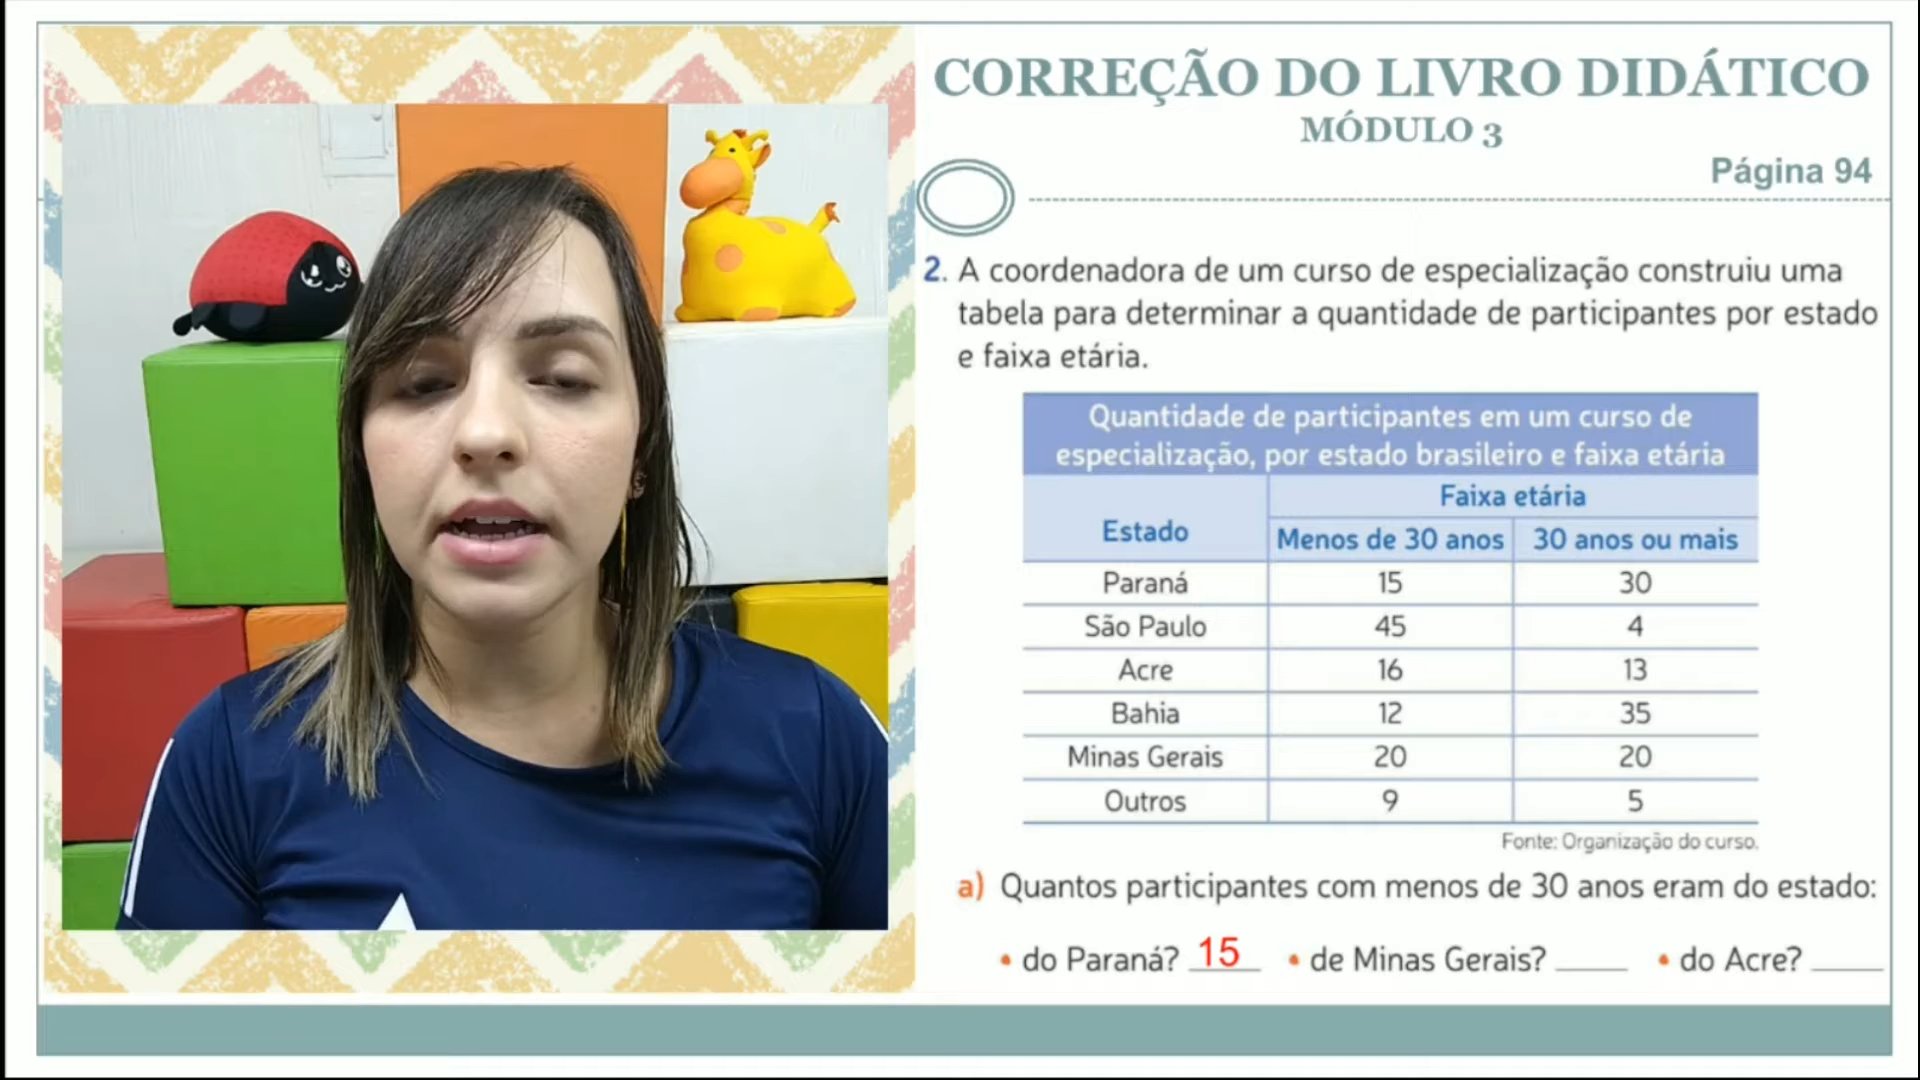 CORREÇÃO DO LIVRO DIDÁTICO
MÓDULO 3
Página 94
2. A coordenadora de um curso de especialização construiu uma
tabela para determinar a quantidade de participantes por estado
e faixa etária.
Quantidade de participantes em um curso de
especialização, por estado brasileiro e faixa etária
Faixa etária
Estado
Menos de 30 anos 30 anos ou mais
Paraná 15 30
São Paulo 45 4
Acre 16 13
Bahia 12 35
Minas Gerais 20 20
Outros 9 5
Fonte: Organização do curso.
a) Quantos participantes com menos de 30 anos eram do estado:
• do Paraná? 15 • de Minas Gerais? ____ • do Acre? ____